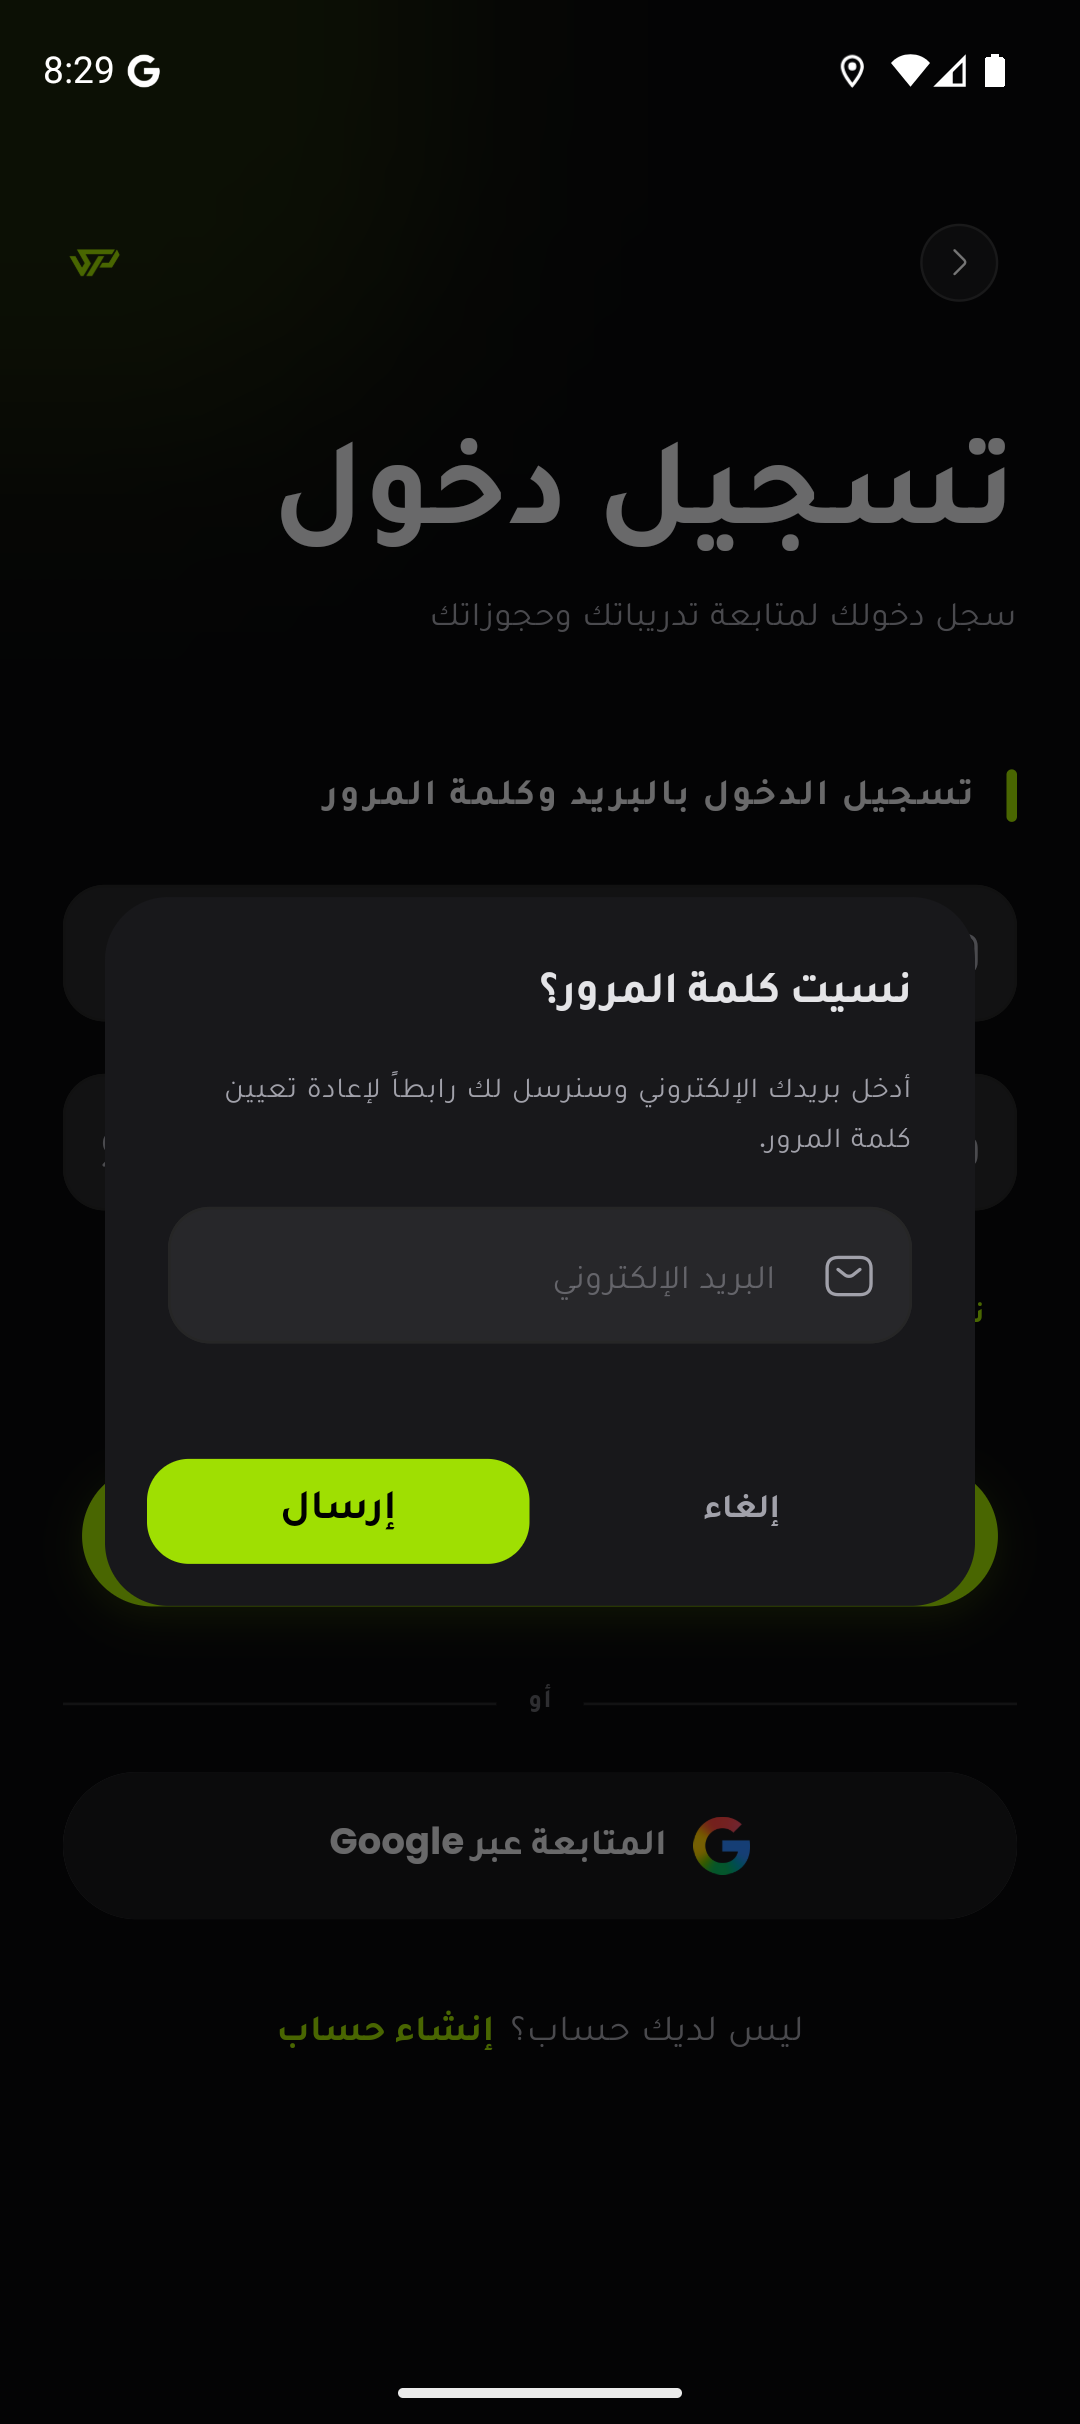 8:29
تسجيل دخول
سجل دخولك لمتابعة تدريباتك وحجوزاتك
تسجيل الدخول بالبريد وكلمة المرور
نسيت كلمة المرور؟
أدخل بريدك الإلكتروني وسنرسل لك رابطاً لإعادة تعيين
كلمة المرور.
البريد الإلكتروني
إلغاء
إرسال
أو
المتابعة عبر Google
ليس لديك حساب؟ إنشاء حساب